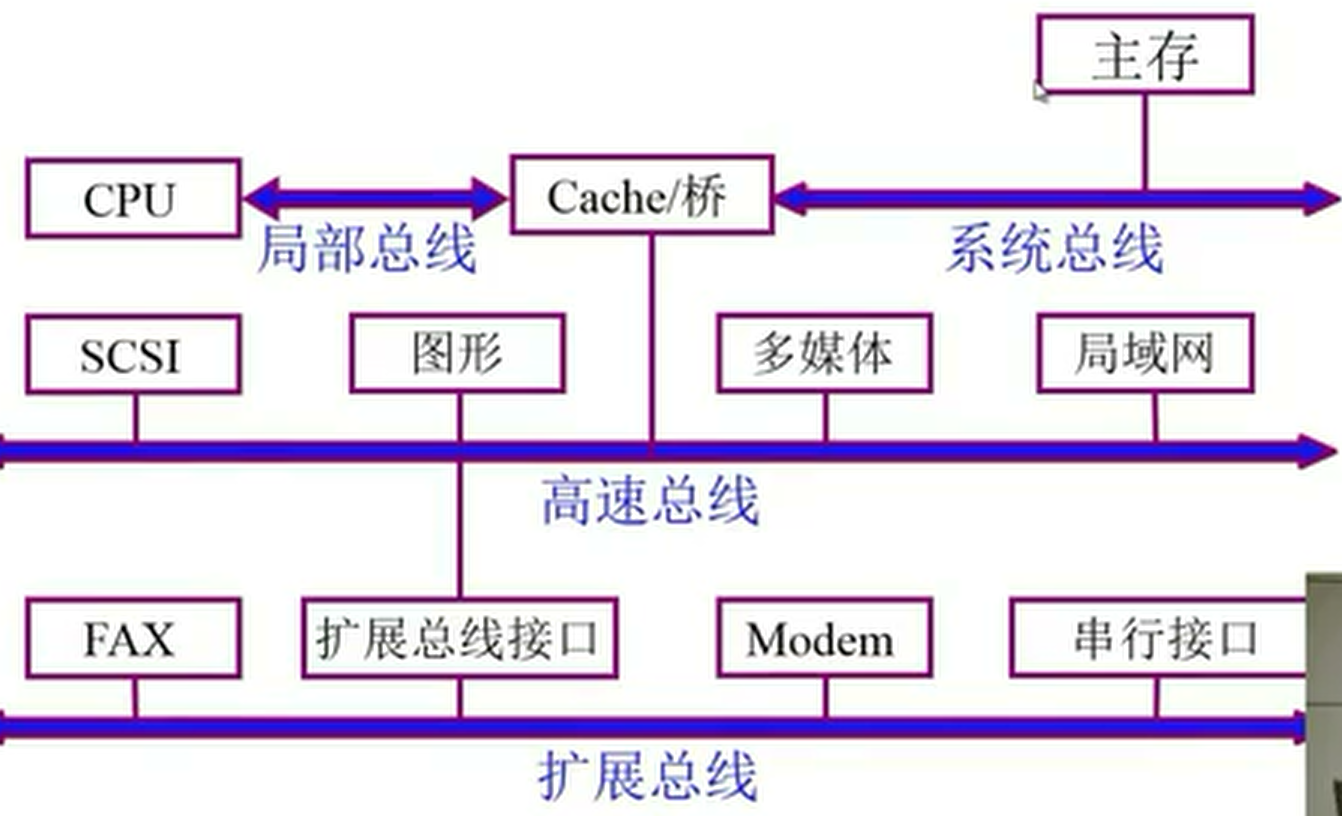 主存
CPU
Cache/桥
局部总线
系统总线
SCSI
图形
多媒体
局域网
高速总线
FAX
扩展总线接口
Modem
串行接口
扩展总线